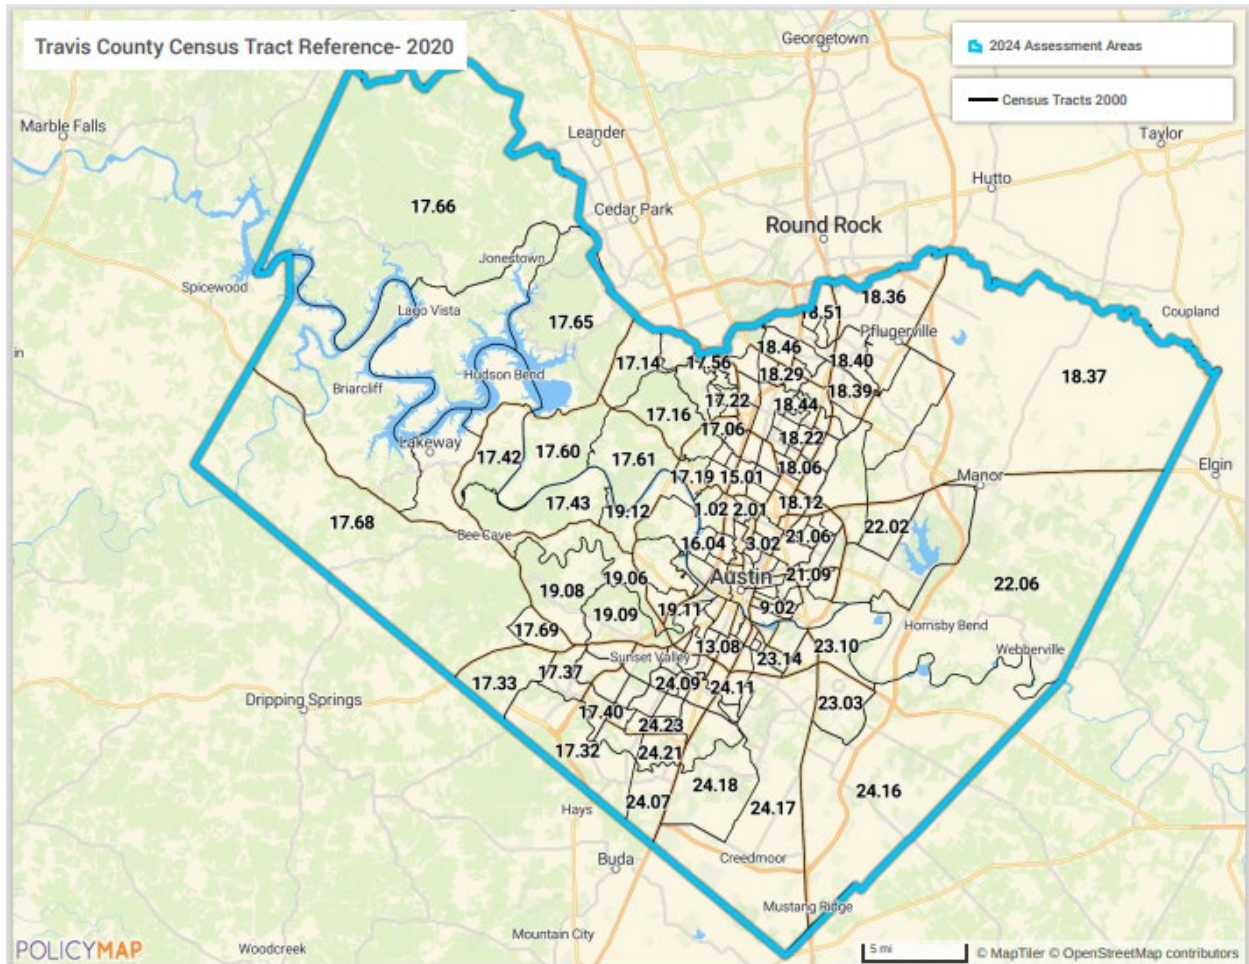 Travis County Census Tract Reference- 2020
2024 Assessment Areas
Census Tracts 2000
Georgetown
Marble Falls
Leander
Taylor
Hutto
17.66
Cedar Park
Round Rock
Jonestown
Spicewood
18.36
Lago Vista
18.51
Coupland
17.65
Pflugerville
in
18.46
17.14
17.56
18.40
Hudson Bend
18.29
18.37
Briarcliff
18.39
17.22
18.44
17.16
17.06
18.22
Lakeway
17.42
17.60
17.61
18.06
Elgin
17.19
15.01
Manor
17.43
18.12
19.12
1.02
2.01
17.68
22.02
Bee Cave
16.04
3.02
21.06
Austin
21.09
19.06
22.06
19.08
19.11
9.02
19.09
Hornsby Bend
17.69
13.08
23.10
Webberville
Sunset Valley
23.14
17.37
17.33
24.09
24.11
Dripping Springs
23.03
17.40
24.23
17.32
24.21
24.18
24.16
24.07
24.17
Hays
Buda
Creedmoor
Mustang Ridge
Mountain City
Woodcreek
POLICYMAP
5 mi
© MapTiler © OpenStreetMap contributors